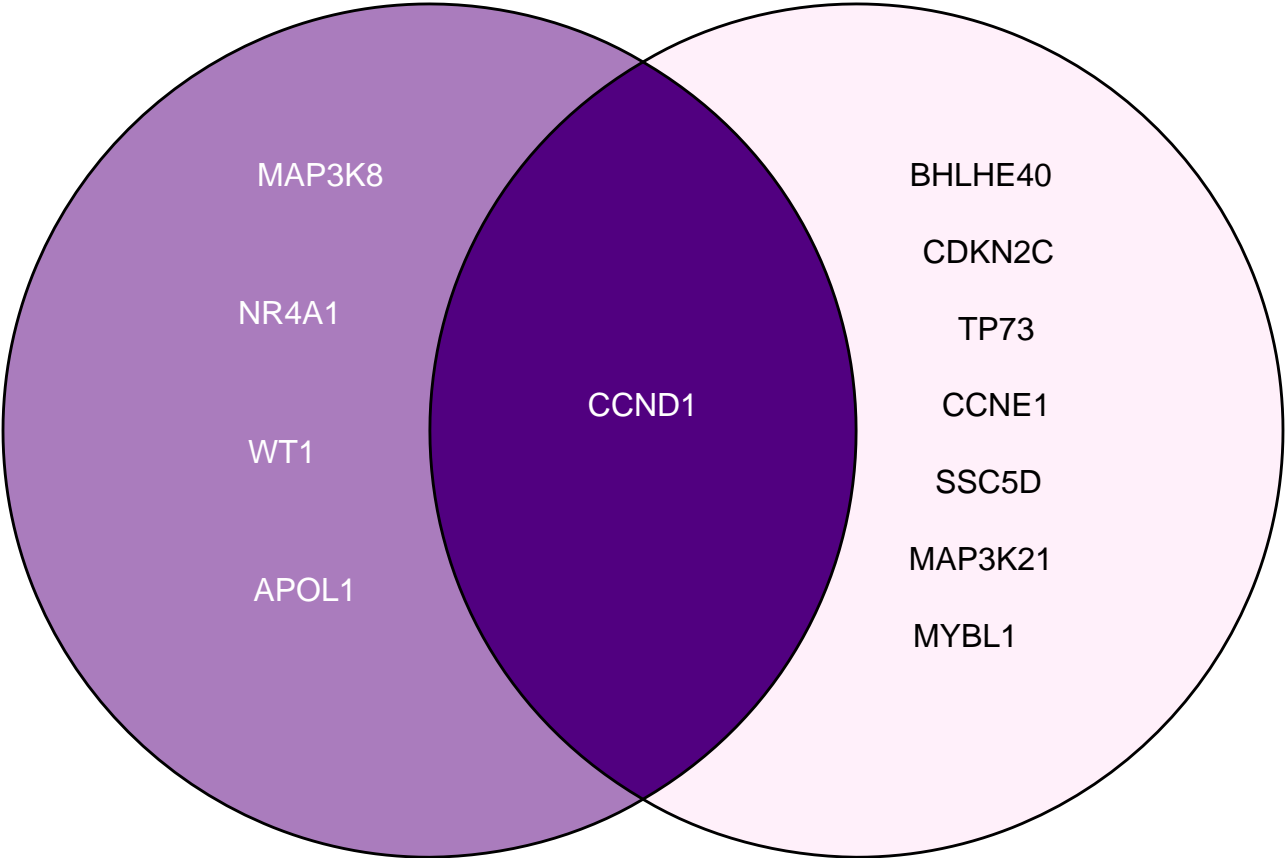 MAP3K8
NR4A1
WT1
APOL1
CCND1
BHLHE40
CDKN2C
TP73
CCNE1
SSC5D
MAP3K21
MYBL1